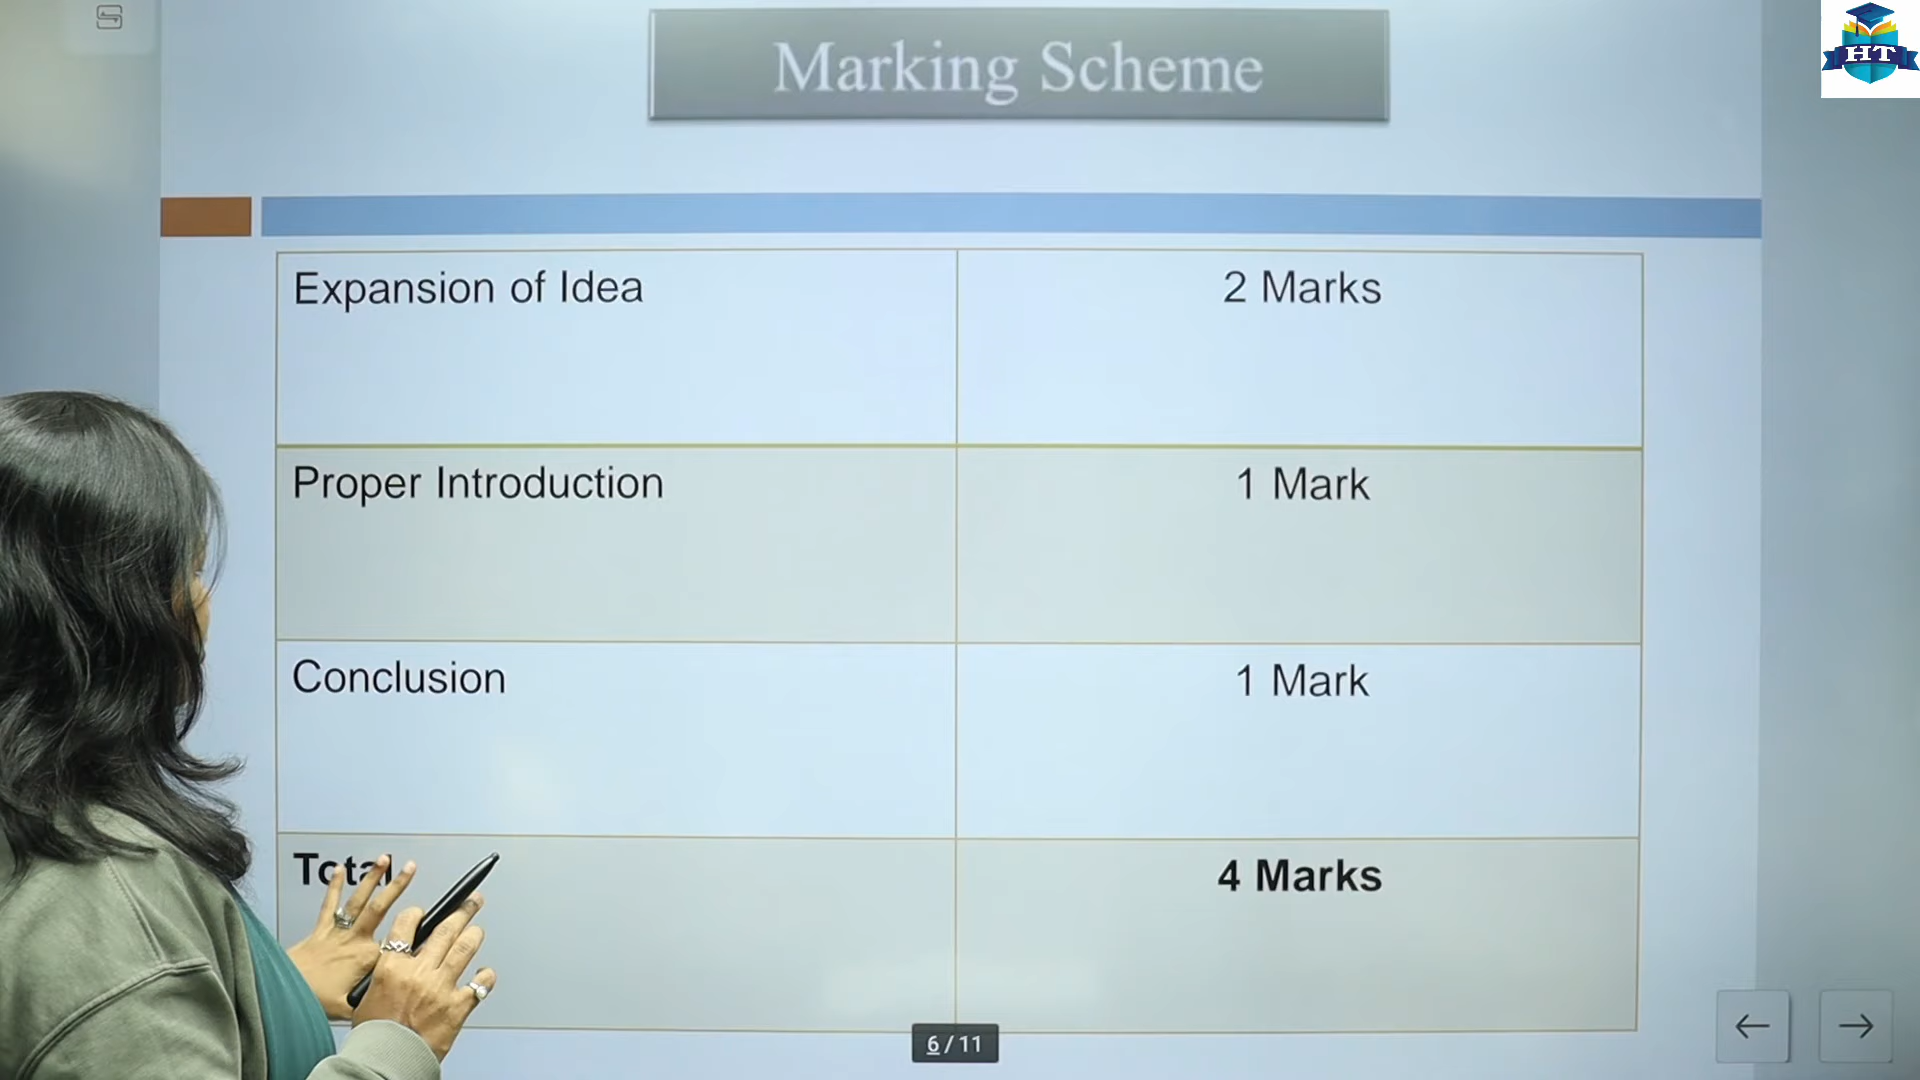 Marking Scheme
HT
Expansion of Idea 2 Marks
Proper Introduction 1 Mark
Conclusion 1 Mark
Total 4 Marks
6 / 11